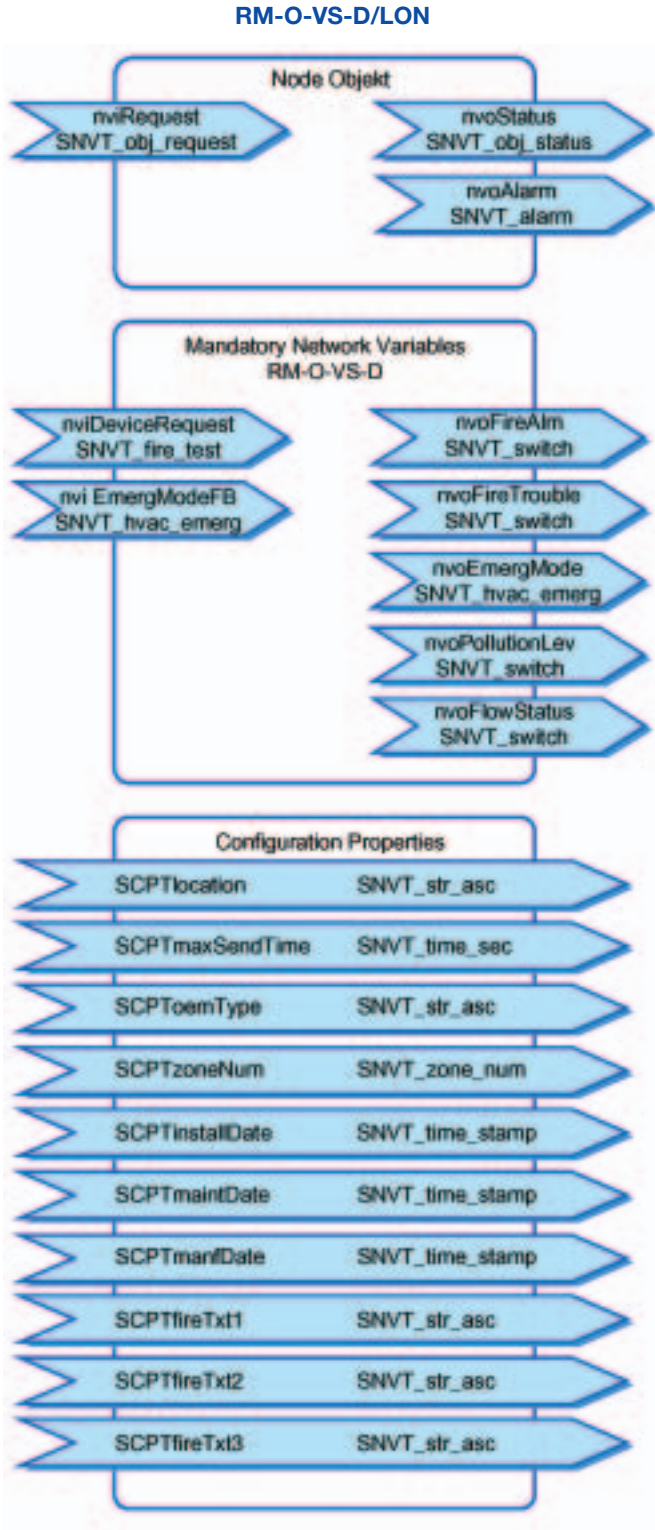 RM-O-VS-D/LON
Node Objekt
nviRequest
SNVT_obj_request
nvoStatus
SNVT_obj_status
nvoAlarm
SNVT_alarm
Mandatory Network Variables
RM-O-VS-D
nviDeviceRequest
SNVT_fire_test
nvi EmergModeFB
SNVT_hvac_emerg
nvoFireAlm
SNVT_switch
nvoFireTrouble
SNVT_switch
nvoEmergMode
SNVT_hvac_emerg
nvoPollutionLev
SNVT_switch
nvoFlowStatus
SNVT_switch
Configuration Properties
SCPTlocation SNVT_str_asc
SCPTmaxSendTime SNVT_time_sec
SCPToemType SNVT_str_asc
SCPTzoneNum SNVT_zone_num
SCPTinstallDate SNVT_time_stamp
SCPTmaintDate SNVT_time_stamp
SCPTmanfDate SNVT_time_stamp
SCPTfireTxt1 SNVT_str_asc
SCPTfireTxt2 SNVT_str_asc
SCPTfireTxt3 SNVT_str_asc